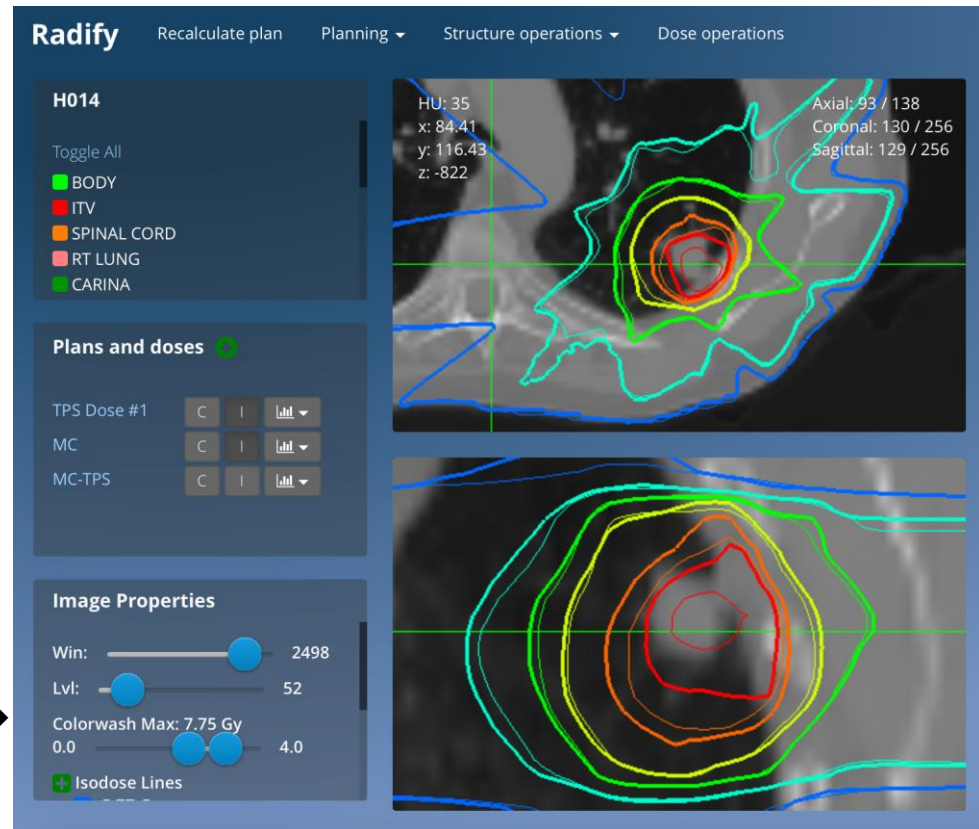 Radify Recalculate plan Planning Structure operations Dose operations
H014
Toggle All
BODY
ITV
SPINAL CORD
RT LUNG
CARINA
Plans and doses
TPS Dose #1 C I
MC C I
MC-TPS C I
Image Properties
Win: 2498
Lvl: 52
Colorwash Max: 7.75 Gy
0.0 4.0
Isodose Lines
HU: 35
x: 84.41
y: 116.43
z: -822
Axial: 93 / 138
Coronal: 130 / 256
Sagittal: 129 / 256